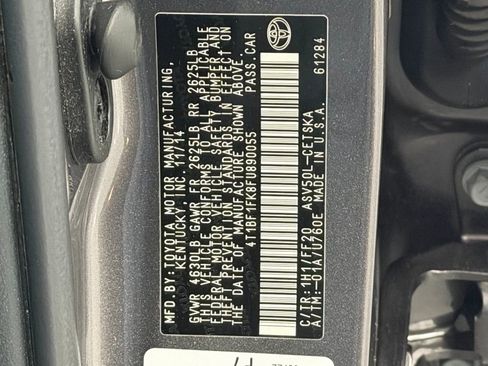 MFD. BY: TOYOTA MOTOR MANUFACTURING,
KENTUCKY, INC. 11/14
GVWR 4630LB GAWR FR 2625LB RR 2625LB
THIS VEHICLE CONFORMS TO ALL APPLICABLE
FEDERAL MOTOR VEHICLE SAFETY, BUMPER, AND
THEFT PREVENTION STANDARDS IN EFFECT ON
THE DATE OF MANUFACTURE SHOWN ABOVE.
4T1BF1FK8FU890055 PASS.CAR
C/TR:1H1/FF20 ASV50L-CETSKA
A/TM:-01A/U760E MADE IN U.S.A.
61284